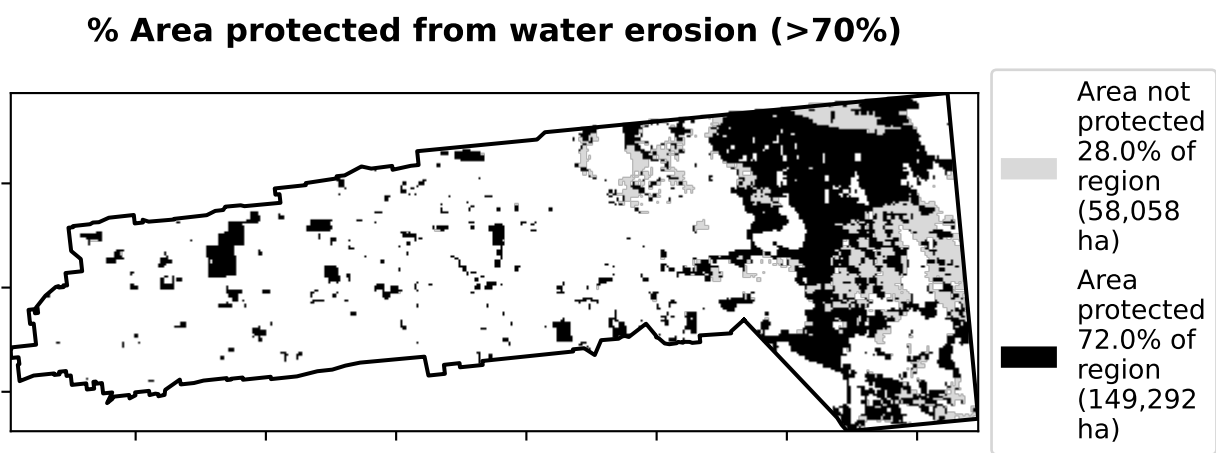 % Area protected from water erosion (>70%)
Area not
protected
28.0% of
region
(58,058
ha)
Area
protected
72.0% of
region
(149,292
ha)